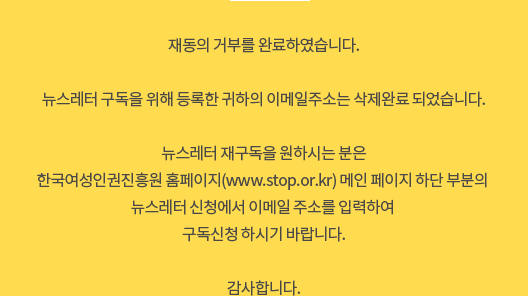 재동의 거부를 완료하였습니다.
뉴스레터 구독을 위해 등록한 귀하의 이메일주소는 삭제완료 되었습니다.
뉴스레터 재구독을 원하시는 분은
한국여성인권진흥원 홈페이지(www.stop.or.kr) 메인 페이지 하단 부분의
뉴스레터 신청에서 이메일 주소를 입력하여
구독신청 하시기 바랍니다.
감사합니다.